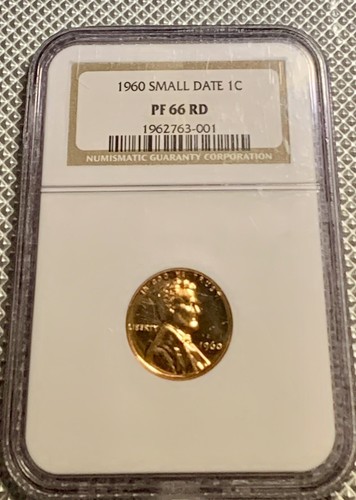 1960 SMALL DATE 1C
PF 66 RD
1962763-001
NUMISMATIC GUARANTY CORPORATION
IN GOD WE TRUST
LIBERTY
1960